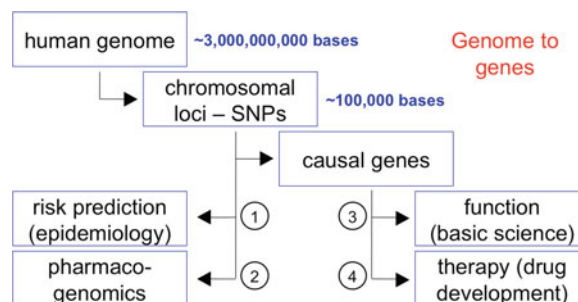 human genome
~3,000,000,000 bases
Genome to
genes
chromosomal
loci – SNPs
~100,000 bases
causal genes
risk prediction
(epidemiology)
1
3
function
(basic science)
pharmaco-
genomics
2
4
therapy (drug
development)